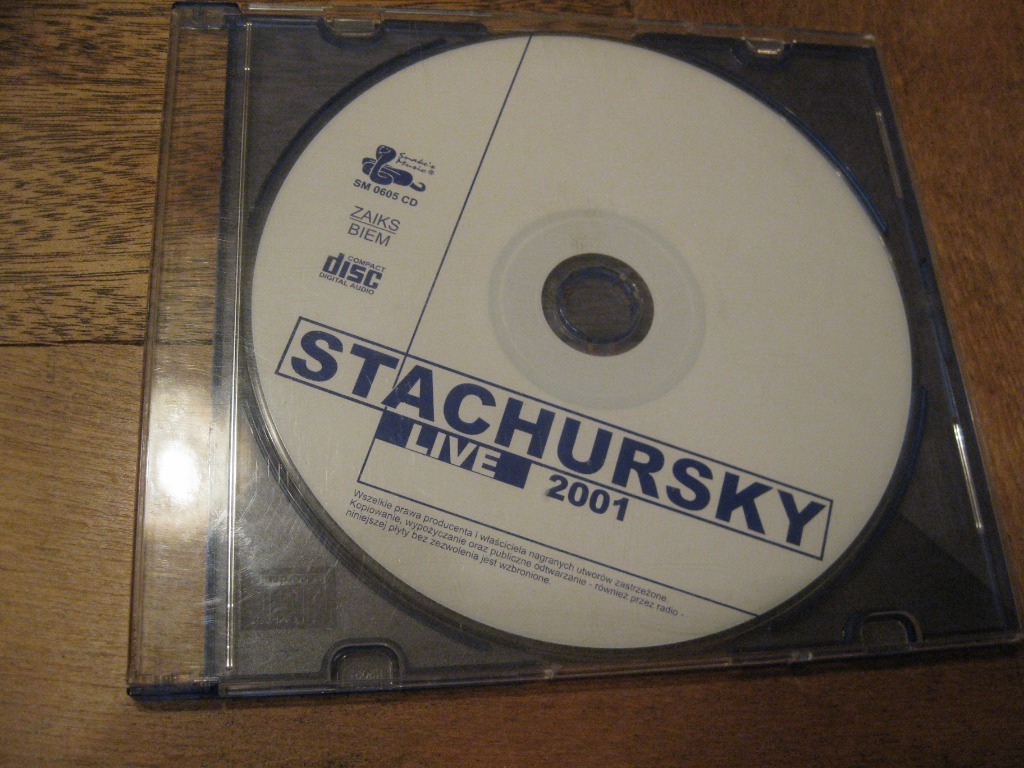 Snake's
Music®
SM 0605 CD
ZAIKS
BIEM
COMPACT
disc
DIGITAL AUDIO
STACHURSKY
LIVE 2001
Wszelkie prawa producenta i właściciela nagranych utworów zastrzeżone.
Kopiowanie, wypożyczanie oraz publiczne odtwarzanie - również przez radio -
niniejszej płyty bez zezwolenia jest wzbronione.